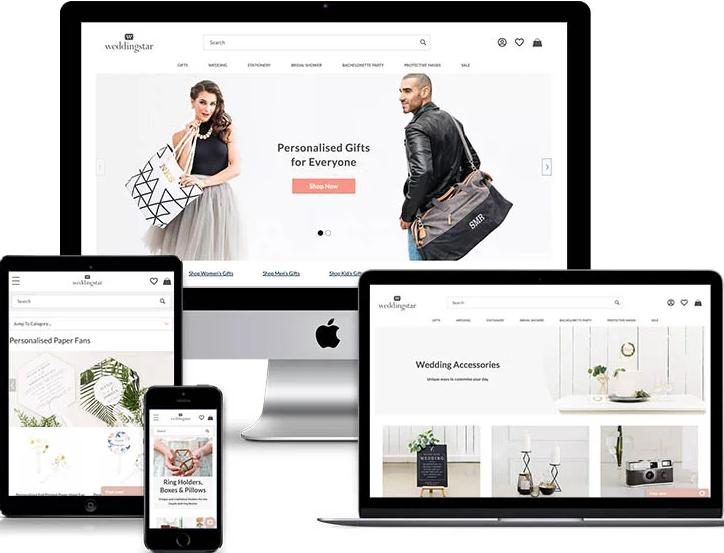 weddingstar
Search
GIFTS WEDDING STATIONERY BRIDAL SHOWER BACHELORETTE PARTY PROTECTIVE MASKS SALE
NRS
Personalised Gifts
for Everyone
Shop Now
SMR
Shop Women's Gifts Shop Men's Gifts Shop Kid's Gifts
weddingstar
Search
Jump To Category...
Personalised Paper Fans
weddingstar
Search
Ring Holders,
Boxes & Pillows
weddingstar
Search
GIFTS WEDDING STATIONERY BRIDAL SHOWER BACHELORETTE PARTY PROTECTIVE MASKS SALE
Wedding Accessories
Unique ways to customise your day.
WEDDING